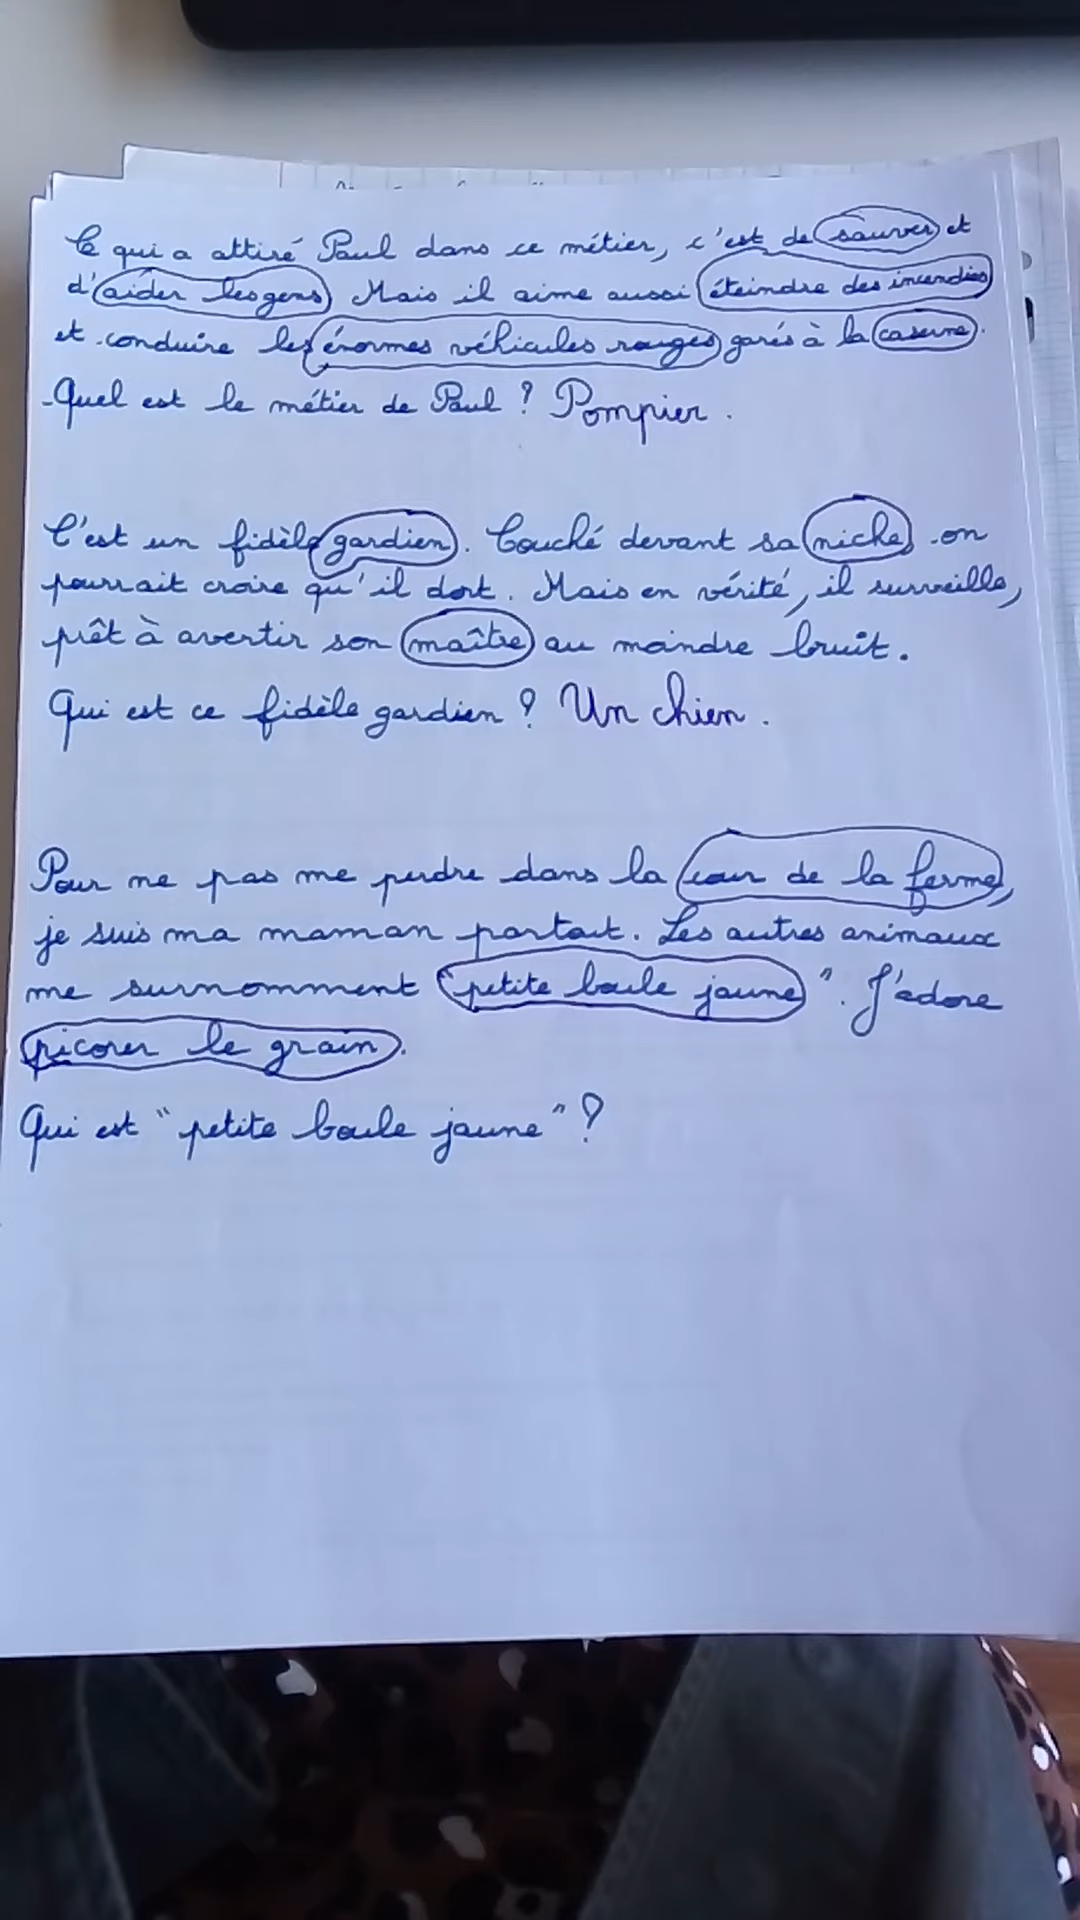 Ce qui a attiré Paul dans ce métier, c'est de sauver et
d'aider les gens. Mais il aime aussi éteindre des incendies
et conduire les énormes véhicules rouges garés à la caserne.
Quel est le métier de Paul ? Pompier.
C'est un fidèle gardien. Couché devant sa niche, on
pourrait croire qu'il dort. Mais en vérité, il surveille,
prêt à avertir son maître au moindre bruit.
Qui est ce fidèle gardien ? Un chien.
Pour ne pas me perdre dans la cour de la ferme,
je suis ma maman partout. Les autres animaux
me surnomment "petite boule jaune". J'adore
picorer le grain.
Qui est "petite boule jaune" ?